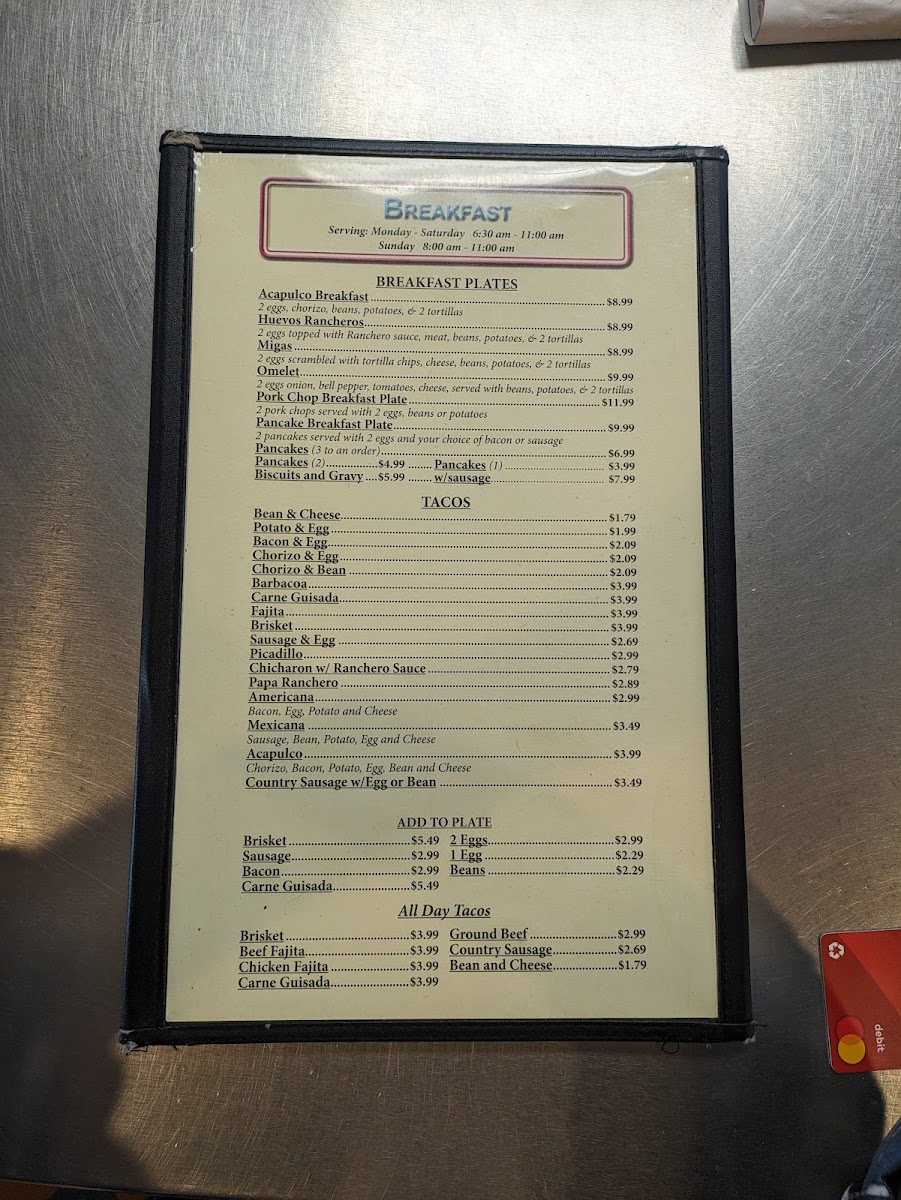 BREAKFAST
Serving: Monday - Saturday 6:30 am - 11:00 am
Sunday 8:00 am - 11:00 am
BREAKFAST PLATES
Acapulco Breakfast $8.99
2 eggs, chorizo, beans, potatoes, & 2 tortillas
Huevos Rancheros $8.99
2 eggs topped with Ranchero sauce, meat, beans, potatoes, & 2 tortillas
Migas $8.99
2 eggs scrambled with tortilla chips, cheese, beans, potatoes, & 2 tortillas
Omelet $9.99
2 eggs onion, bell pepper, tomatoes, cheese, served with beans, potatoes, & 2 tortillas
Pork Chop Breakfast Plate $11.99
2 pork chops served with 2 eggs, beans or potatoes
Pancake Breakfast Plate $9.99
2 pancakes served with 2 eggs and your choice of bacon or sausage
Pancakes (3 to an order) $6.99
Pancakes (2) $4.99 Pancakes (1) $3.99
Biscuits and Gravy $5.99 w/sausage $7.99
TACOS
Bean & Cheese $1.79
Potato & Egg $1.99
Bacon & Egg $2.09
Chorizo & Egg $2.09
Chorizo & Bean $2.09
Barbacoa $3.99
Carne Guisada $3.99
Fajita $3.99
Brisket $3.99
Sausage & Egg $2.69
Picadillo $2.99
Chicharon w/ Ranchero Sauce $2.79
Papa Ranchero $2.89
Americana $2.99
Bacon, Egg, Potato and Cheese
Mexicana $3.49
Sausage, Bean, Potato, Egg and Cheese
Acapulco $3.99
Chorizo, Bacon, Potato, Egg, Bean and Cheese
Country Sausage w/Egg or Bean $3.49
ADD TO PLATE
Brisket $5.49 2 Eggs $2.99
Sausage $2.99 1 Egg $2.29
Bacon $2.99 Beans $2.29
Carne Guisada $5.49
All Day Tacos
Brisket $3.99 Ground Beef $2.99
Beef Fajita $3.99 Country Sausage $2.69
Chicken Fajita $3.99 Bean and Cheese $1.79
Carne Guisada $3.99
debit